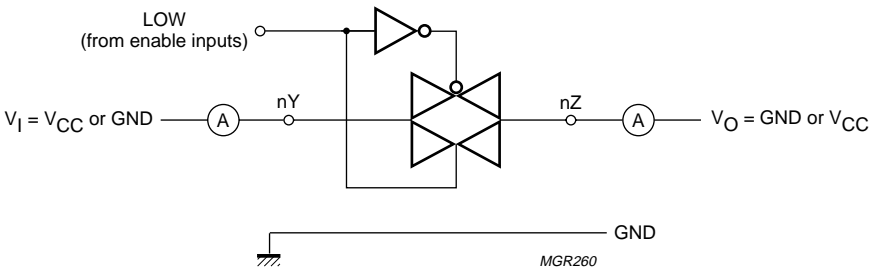 LOW
(from enable inputs)
nY
nZ
VI = VCC or GND
A
A
VO = GND or VCC
GND
MGR260